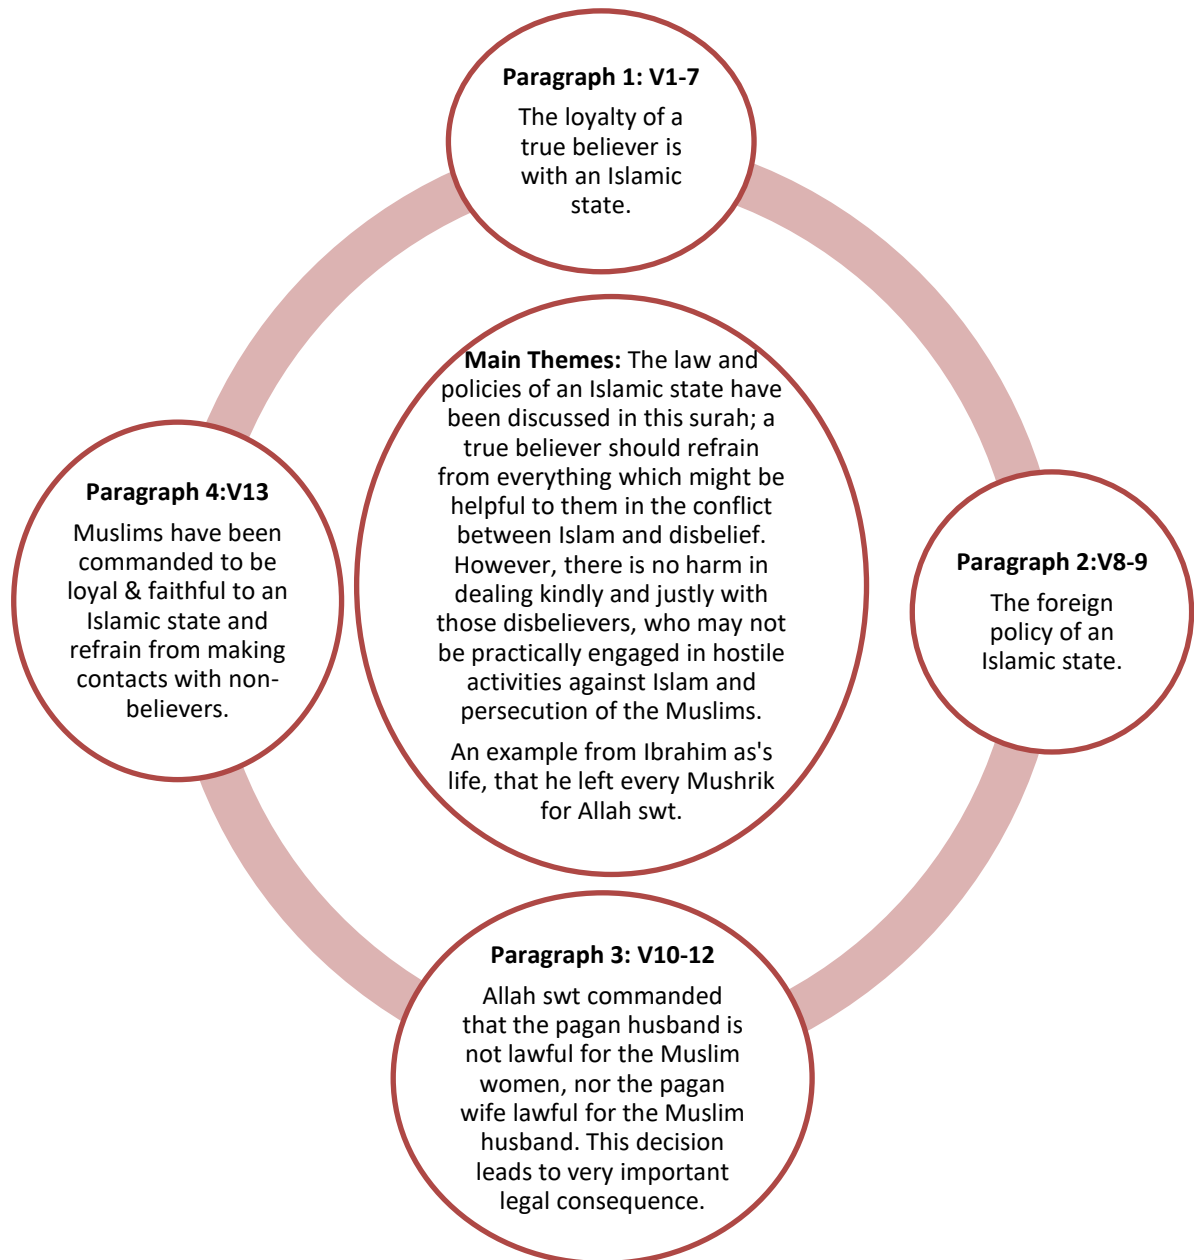 Paragraph 1: V1-7
The loyalty of a
true believer is
with an Islamic
state.
Main Themes: The law and
policies of an Islamic state have
been discussed in this surah; a
true believer should refrain
from everything which might be
helpful to them in the conflict
between Islam and disbelief.
However, there is no harm in
dealing kindly and justly with
those disbelievers, who may not
be practically engaged in hostile
activities against Islam and
persecution of the Muslims.
An example from Ibrahim as's
life, that he left every Mushrik
for Allah swt.
Paragraph 2:V8-9
The foreign
policy of an
Islamic state.
Paragraph 3: V10-12
Allah swt commanded
that the pagan husband is
not lawful for the Muslim
women, nor the pagan
wife lawful for the Muslim
husband. This decision
leads to very important
legal consequence.
Paragraph 4:V13
Muslims have been
commanded to be
loyal & faithful to an
Islamic state and
refrain from making
contacts with non-
believers.